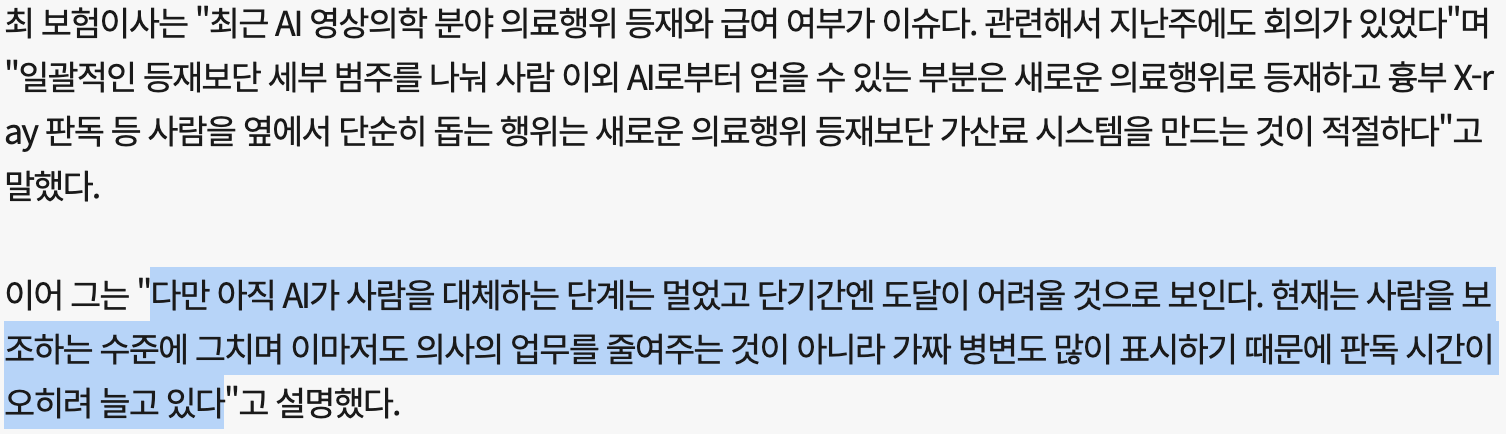 최 보험이사는 "최근 AI 영상의학 분야 의료행위 등재와 급여 여부가 이슈다. 관련해서 지난주에도 회의가 있었다"며
"일괄적인 등재보단 세부 범주를 나눠 사람 이외 AI로부터 얻을 수 있는 부분은 새로운 의료행위로 등재하고 흉부 X-r
ay 판독 등 사람을 옆에서 단순히 돕는 행위는 새로운 의료행위 등재보단 가산료 시스템을 만드는 것이 적절하다"고
말했다.
이어 그는 "다만 아직 AI가 사람을 대체하는 단계는 멀었고 단기간엔 도달이 어려울 것으로 보인다. 현재는 사람을 보
조하는 수준에 그치며 이마저도 의사의 업무를 줄여주는 것이 아니라 가짜 병변도 많이 표시하기 때문에 판독 시간이
오히려 늘고 있다"고 설명했다.